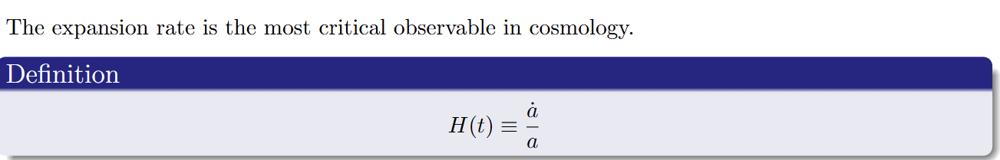 The expansion rate is the most critical observable in cosmology.
Definition
H(t) ≡ ȧ/a